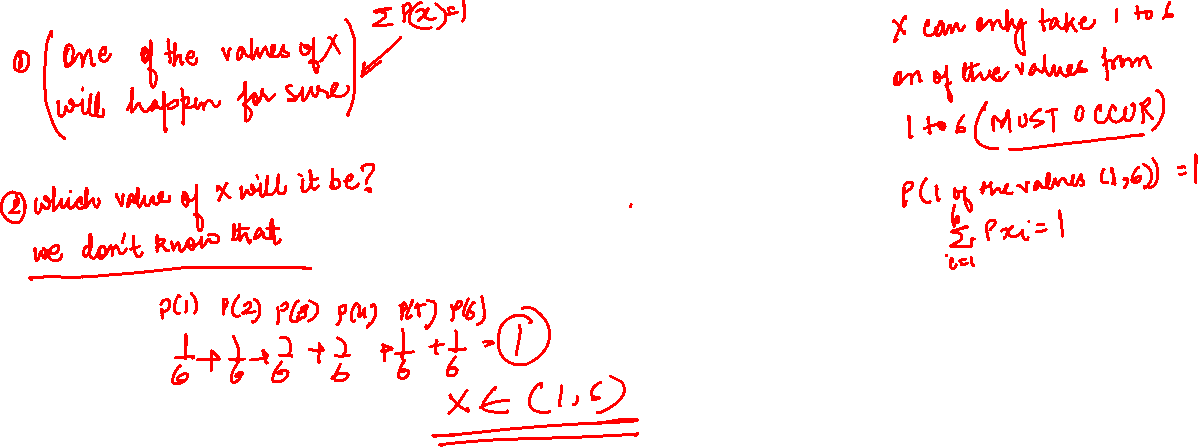 ① One of the values of X
will happen for sure
Σ P(x)=1
② which value of x will it be?
we don't know that
P(1) P(2) P(3) P(4) P(5) P(6)
1/6 + 1/6 + 2/6 + 2/6 + 1/6 + 1/6 = 1
X ∈ (1,6)
X can only take 1 to 6
on of the values from
1 to 6 (MUST OCCUR)
P(1 of the values (1,6)) = 1
6
Σ Pxi = 1
i=1